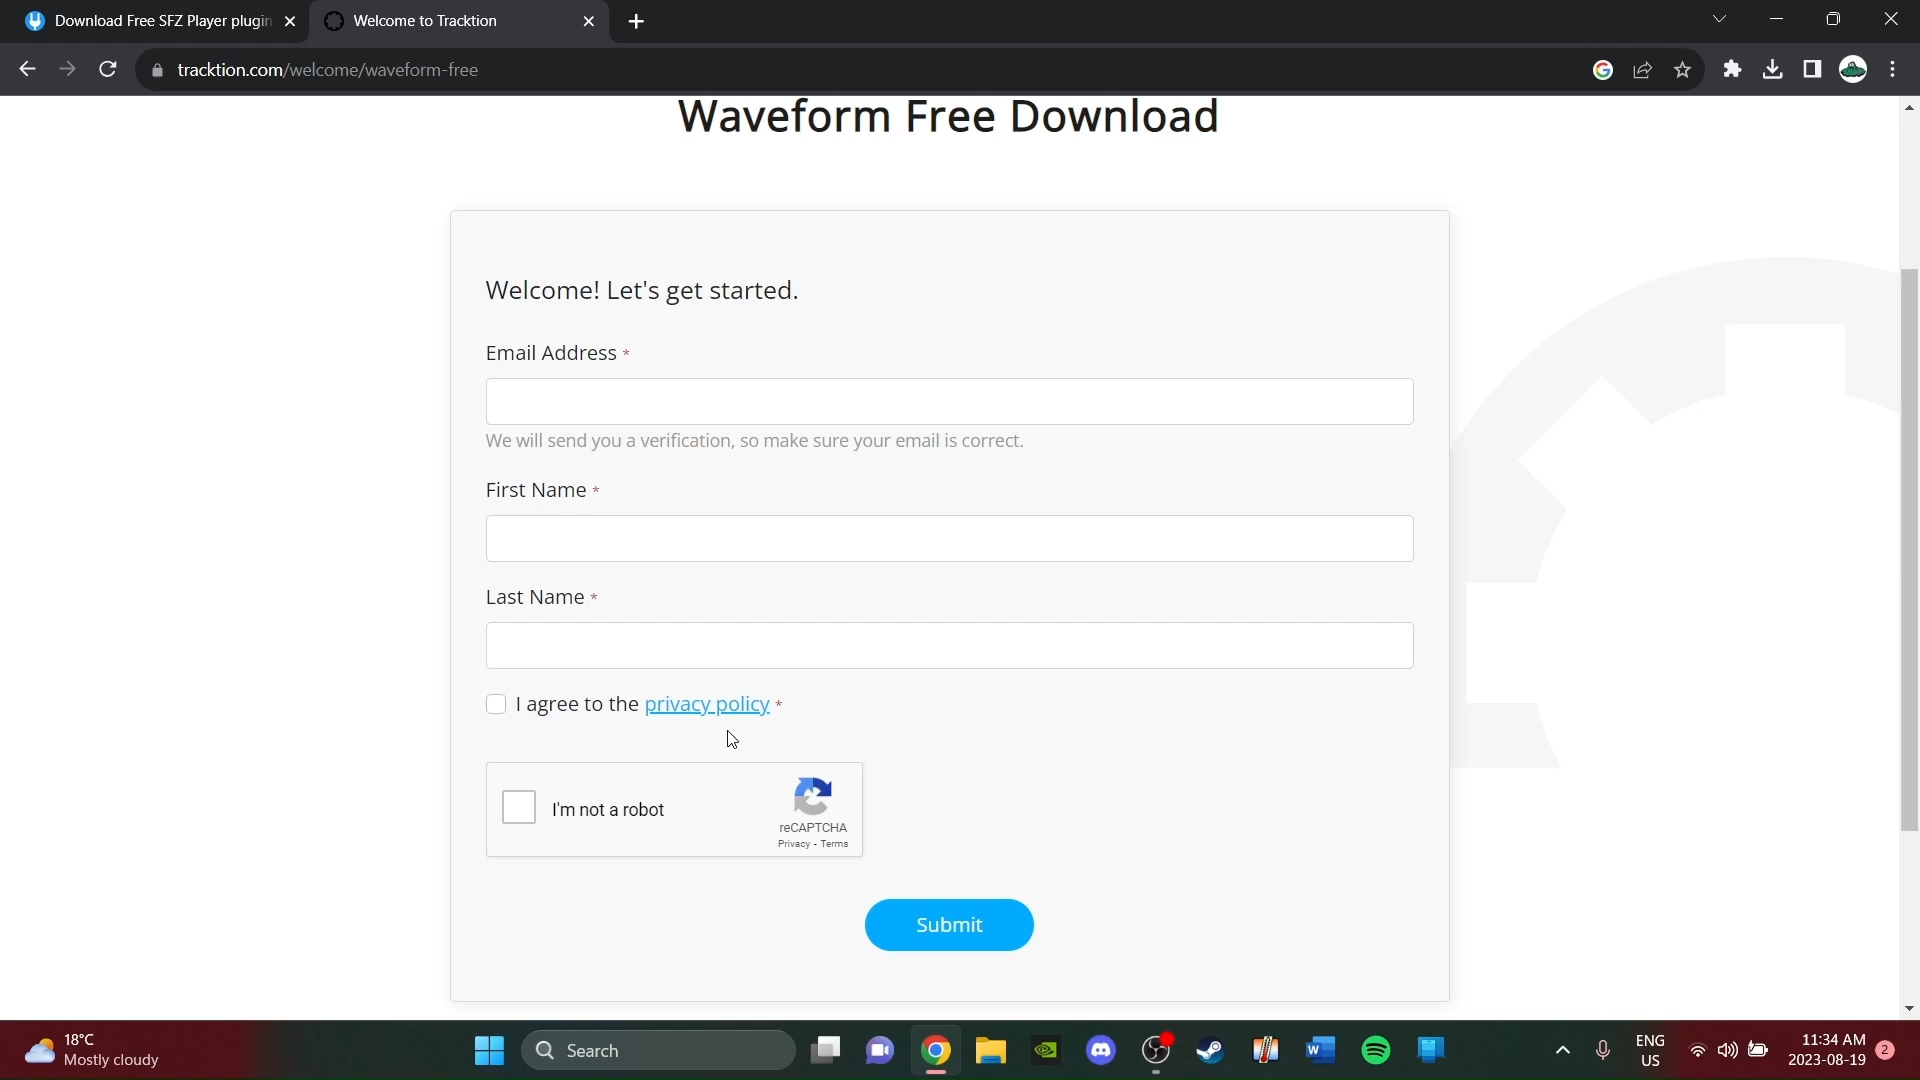 Download Free SFZ Player plugin
Welcome to Tracktion
tracktion.com/welcome/waveform-free
Waveform Free Download
Welcome! Let's get started.
Email Address *
We will send you a verification, so make sure your email is correct.
First Name *
Last Name *
I agree to the privacy policy *
I'm not a robot
reCAPTCHA
Privacy - Terms
Submit
18°C
Mostly cloudy
Search
ENG
US
11:34 AM
2023-08-19
2